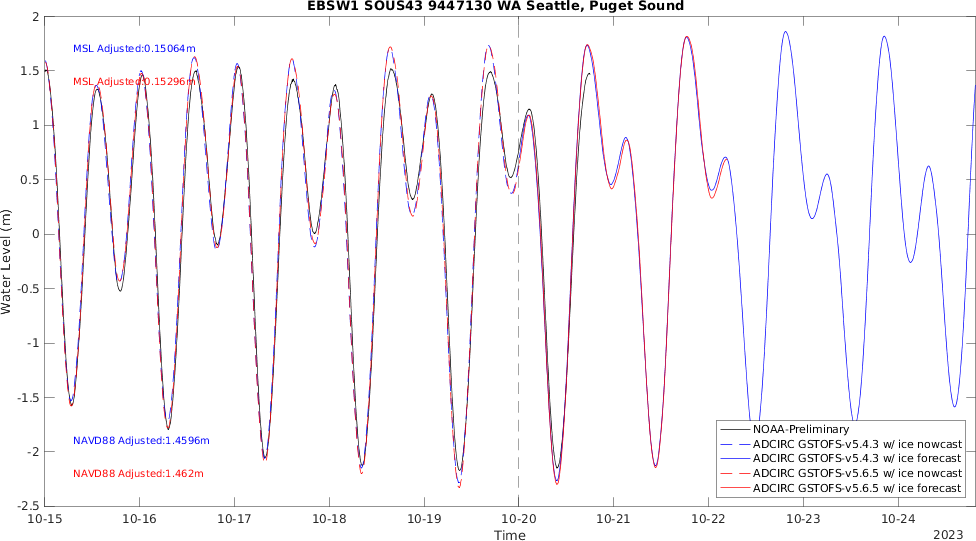 EBSW1 SOUS43 9447130 WA Seattle, Puget Sound
2
1.5
1
0.5
0
-0.5
-1
-1.5
-2
-2.5
Water Level (m)
MSL Adjusted:0.15064m
MSL Adjusted:0.15296m
NAVD88 Adjusted:1.4596m
NAVD88 Adjusted:1.462m
NOAA-Preliminary
ADCIRC GSTOFS-v5.4.3 w/ ice nowcast
ADCIRC GSTOFS-v5.4.3 w/ ice forecast
ADCIRC GSTOFS-v5.6.5 w/ ice nowcast
ADCIRC GSTOFS-v5.6.5 w/ ice forecast
10-15 10-16 10-17 10-18 10-19 10-20 10-21 10-22 10-23 10-24
Time
2023